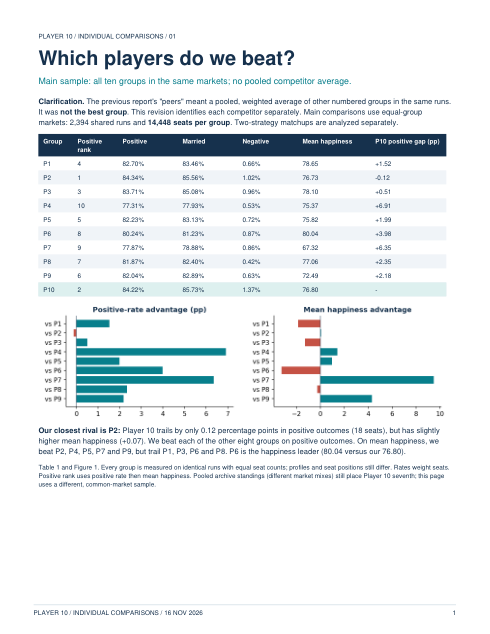 PLAYER 10 / INDIVIDUAL COMPARISONS / 01
Which players do we beat?
Main sample: all ten groups in the same markets; no pooled competitor average.
Clarification. The previous report's "peers" meant a pooled, weighted average of other numbered groups in the same runs.
It was not the best group. This revision identifies each competitor separately. Main comparisons use equal-group
markets: 2,394 shared runs and 14,448 seats per group. Two-strategy matchups are analyzed separately.
Group Positive rank Positive Married Negative Mean happiness P10 positive gap (pp)
P1 4 82.70% 83.46% 0.66% 78.65 +1.52
P2 1 84.34% 85.56% 1.02% 76.73 -0.12
P3 3 83.71% 85.08% 0.96% 78.10 +0.51
P4 10 77.31% 77.93% 0.53% 75.37 +6.91
P5 5 82.23% 83.13% 0.72% 75.82 +1.99
P6 8 80.24% 81.23% 0.87% 80.04 +3.98
P7 9 77.87% 78.88% 0.86% 67.32 +6.35
P8 7 81.87% 82.40% 0.42% 77.06 +2.35
P9 6 82.04% 82.89% 0.63% 72.49 +2.18
P10 2 84.22% 85.73% 1.37% 76.80 -
Positive-rate advantage (pp)
vs P1
vs P2
vs P3
vs P4
vs P5
vs P6
vs P7
vs P8
vs P9
0 1 2 3 4 5 6 7
Mean happiness advantage
vs P1
vs P2
vs P3
vs P4
vs P5
vs P6
vs P7
vs P8
vs P9
−2 0 2 4 6 8 10
Our closest rival is P2: Player 10 trails by only 0.12 percentage points in positive outcomes (18 seats), but has slightly
higher mean happiness (+0.07). We beat each of the other eight groups on positive outcomes. On mean happiness, we
beat P2, P4, P5, P7 and P9, but trail P1, P3, P6 and P8. P6 is the happiness leader (80.04 versus our 76.80).
Table 1 and Figure 1. Every group is measured on identical runs with equal seat counts; profiles and seat positions still differ. Rates weight seats.
Positive rank uses positive rate then mean happiness. Pooled archive standings (different market mixes) still place Player 10 seventh; this page
uses a different, common-market sample.
PLAYER 10 / INDIVIDUAL COMPARISONS / 16 NOV 2026
1